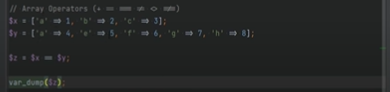 // Array Operators (+ == === != <> !==)
$x = ['a' => 1, 'b' => 2, 'c' => 3];
$y = ['a' => 4, 'e' => 5, 'f' => 6, 'g' => 7, 'h' => 8];
$z = $x == $y;
var_dump($z);